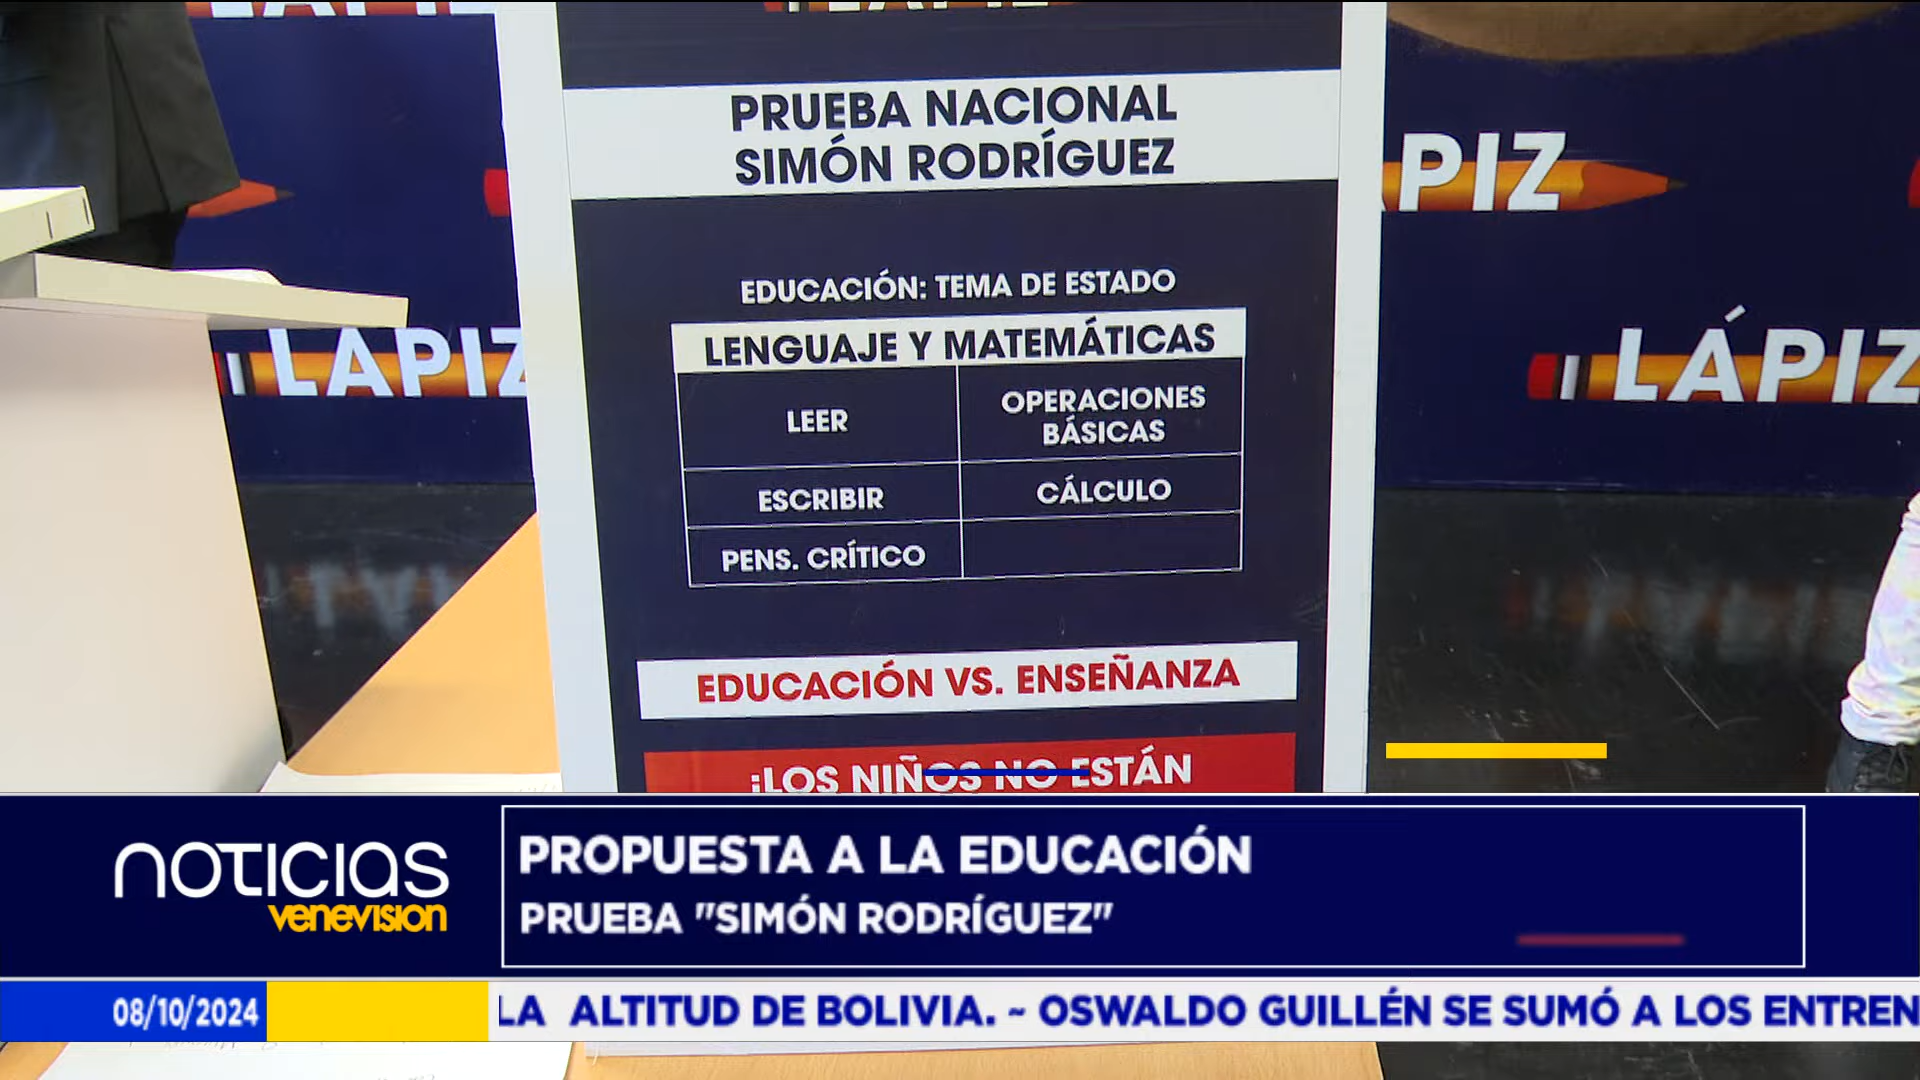 PRUEBA NACIONAL
SIMÓN RODRÍGUEZ
PIZ
EDUCACIÓN: TEMA DE ESTADO
LENGUAJE Y MATEMÁTICAS
LEER
OPERACIONES
BÁSICAS
ESCRIBIR
CÁLCULO
PENS. CRÍTICO
LÁPIZ
LÁPIZ
EDUCACIÓN VS. ENSEÑANZA
¡LOS NIÑOS NO ESTÁN
noticias
venevision
PROPUESTA A LA EDUCACIÓN
PRUEBA "SIMÓN RODRÍGUEZ"
08/10/2024
LA ALTITUD DE BOLIVIA. ~ OSWALDO GUILLÉN SE SUMÓ A LOS ENTREN